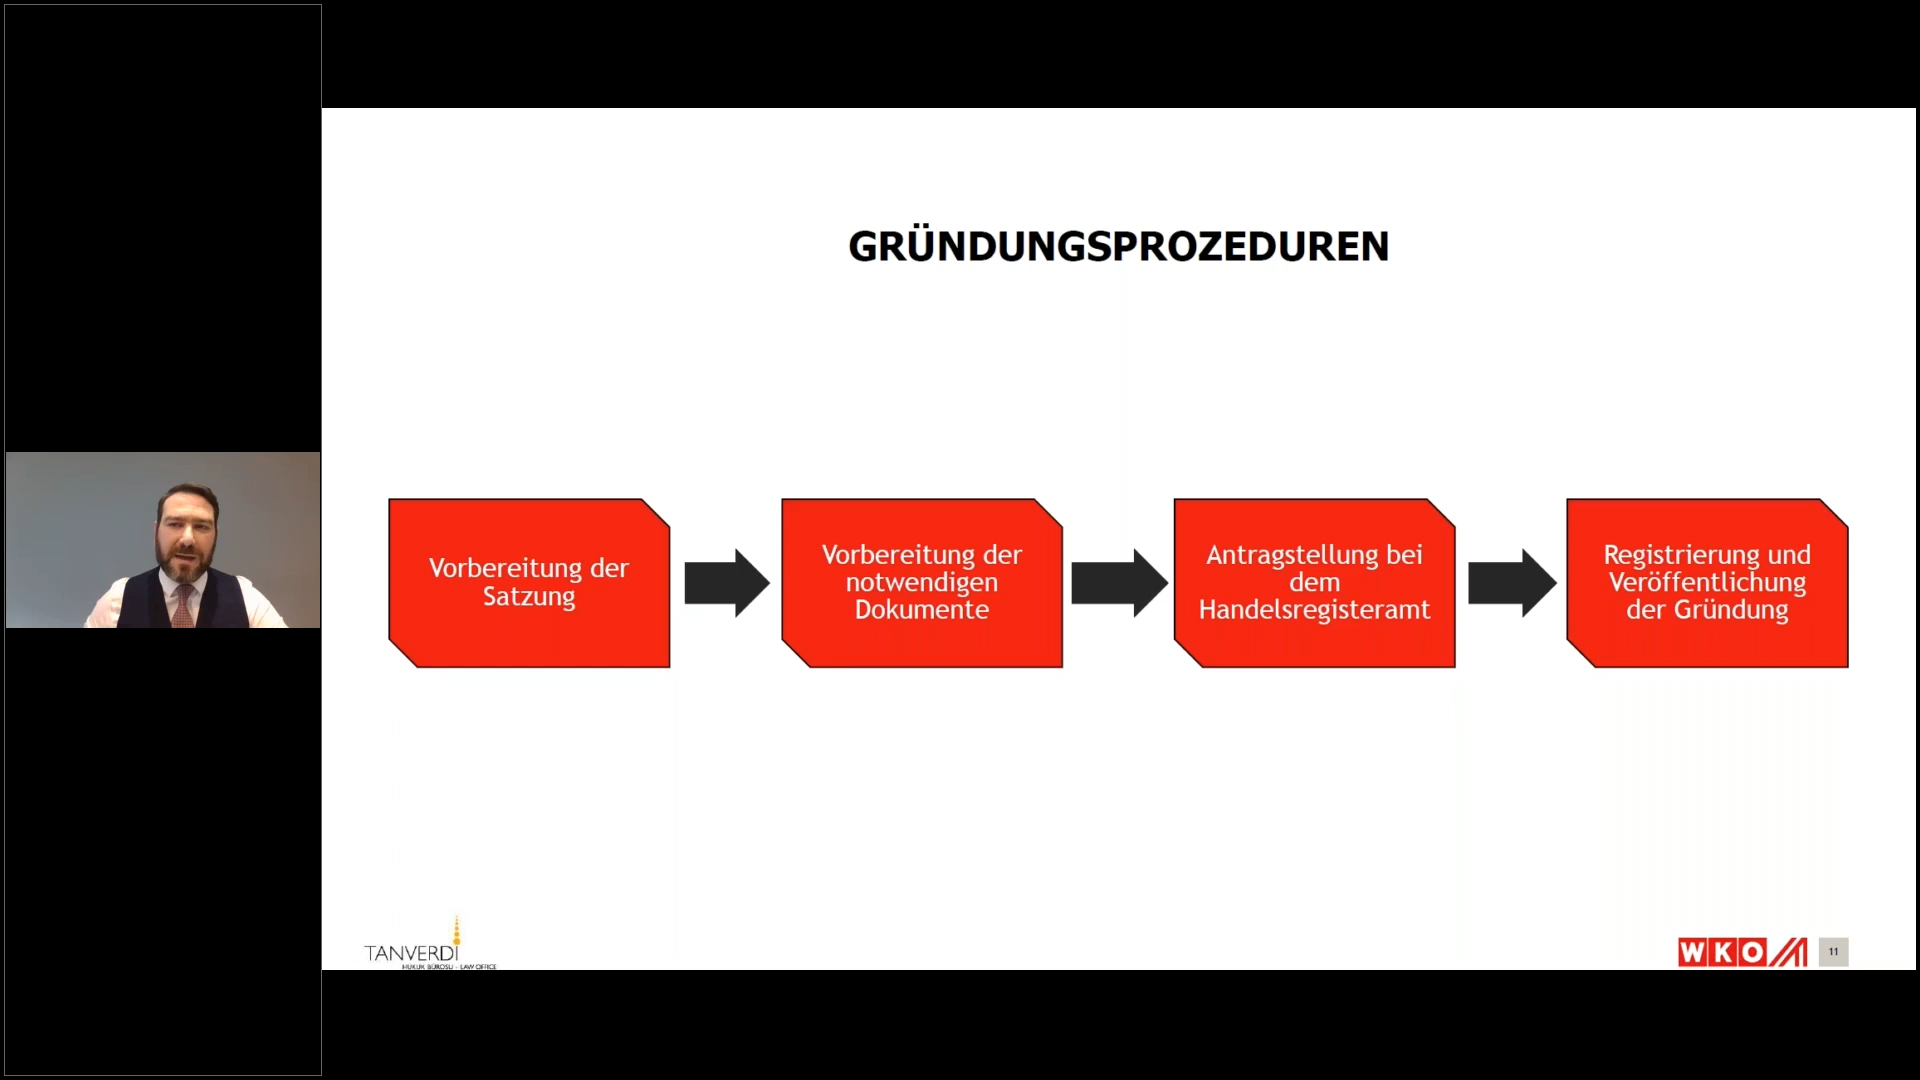 GRÜNDUNGSPROZEDUREN
Vorbereitung der
Satzung
Vorbereitung der
notwendigen
Dokumente
Antragstellung bei
dem
Handelsregisteramt
Registrierung und
Veröffentlichung
der Gründung
TANVERDİ
HUKUK BÜROSU - LAW OFFICE
WKO
11